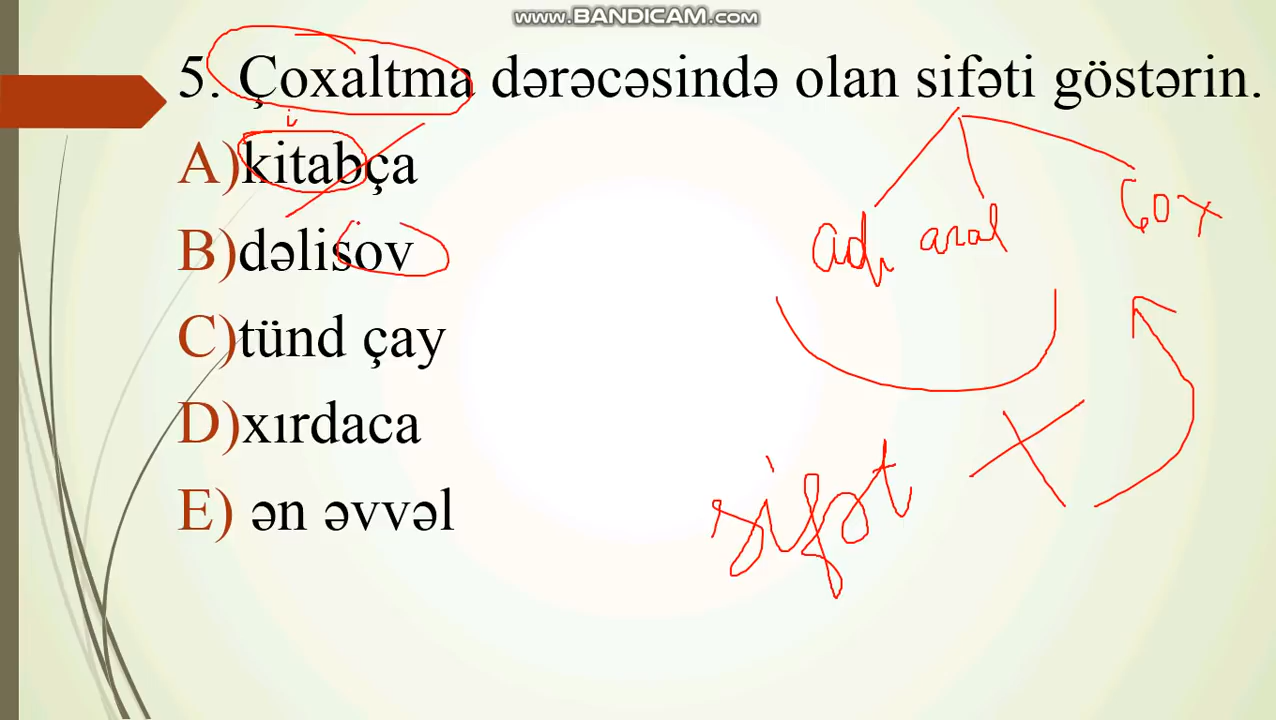 www.BANDICAM.com
5. Çoxaltma dərəcəsində olan sifəti göstərin.
A)kitabça
B)dəlisov
C)tünd çay
D)xırdaca
E) ən əvvəl
adi azal çox
sifət